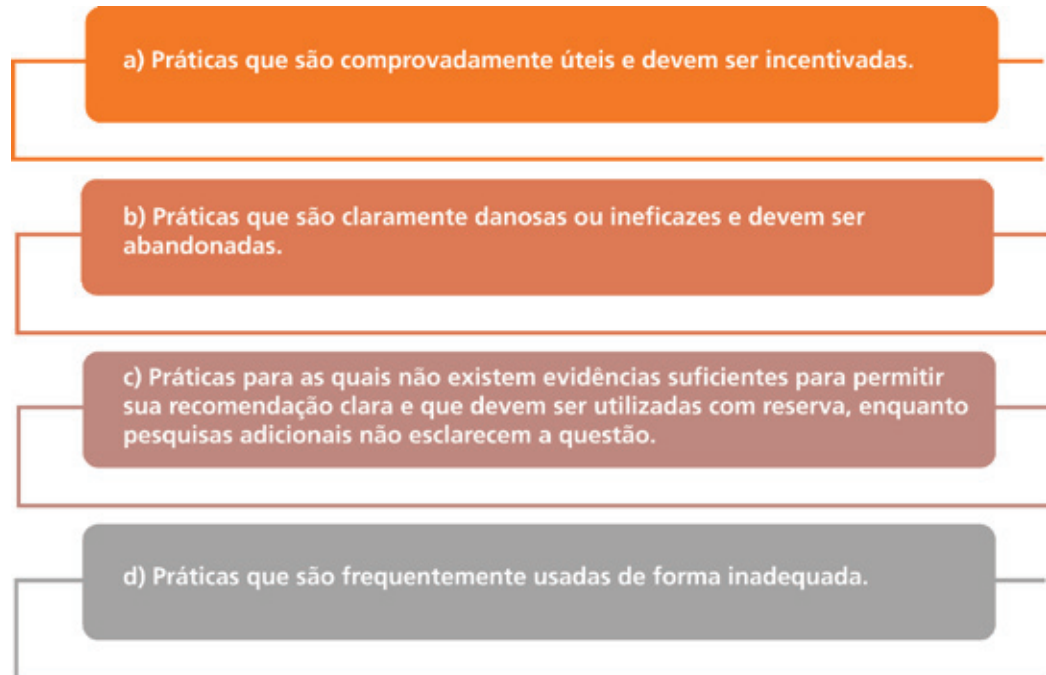 a) Práticas que são comprovadamente úteis e devem ser incentivadas.
b) Práticas que são claramente danosas ou ineficazes e devem ser
abandonadas.
c) Práticas para as quais não existem evidências suficientes para permitir
sua recomendação clara e que devem ser utilizadas com reserva, enquanto
pesquisas adicionais não esclarecem a questão.
d) Práticas que são frequentemente usadas de forma inadequada.